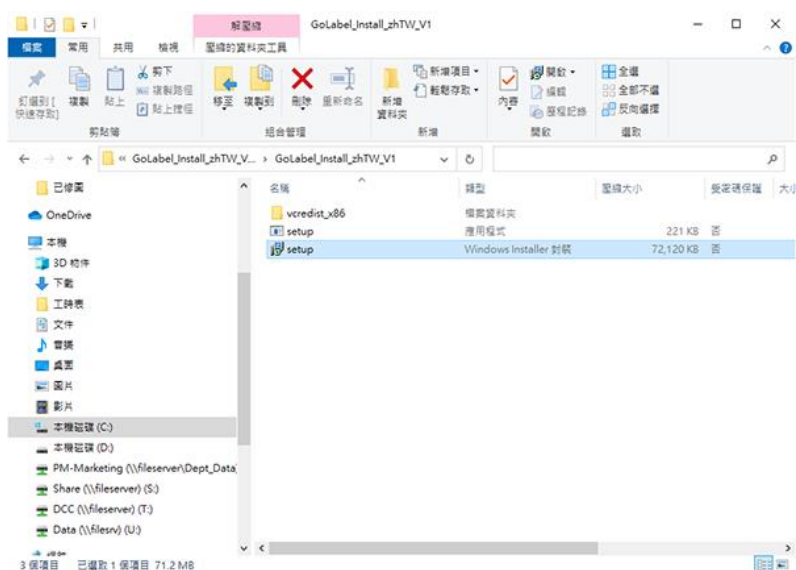 解壓縮 GoLabel_Install_zhTW_V1
檔案 常用 共用 檢視 壓縮的資料夾工具
釘選到 [快速存取]
複製
貼上
剪下
複製路徑
貼上捷徑
剪貼簿
移至
複製到
刪除
重新命名
組合管理
新增資料夾
新增項目
輕鬆存取
新增
內容
開啟
編輯
歷程記錄
開啟
全選
全部不選
反向選擇
選取
« GoLabel_Install_zhTW_V... › GoLabel_Install_zhTW_V1
名稱 類型 壓縮大小 受密碼保護 大小
vcredist_x86 檔案資料夾
setup 應用程式 221 KB 否
setup Windows Installer 封裝 72,120 KB 否
已修圖
OneDrive
本機
3D 物件
下載
工時表
文件
音樂
桌面
圖片
影片
本機磁碟 (C:)
本機磁碟 (D:)
PM-Marketing (\\fileserver\Dept_Data
Share (\\fileserver) (S:)
DCC (\\fileserver) (T:)
Data (\\filesrv) (U:)
3 個項目 已選取 1 個項目 71.2 MB